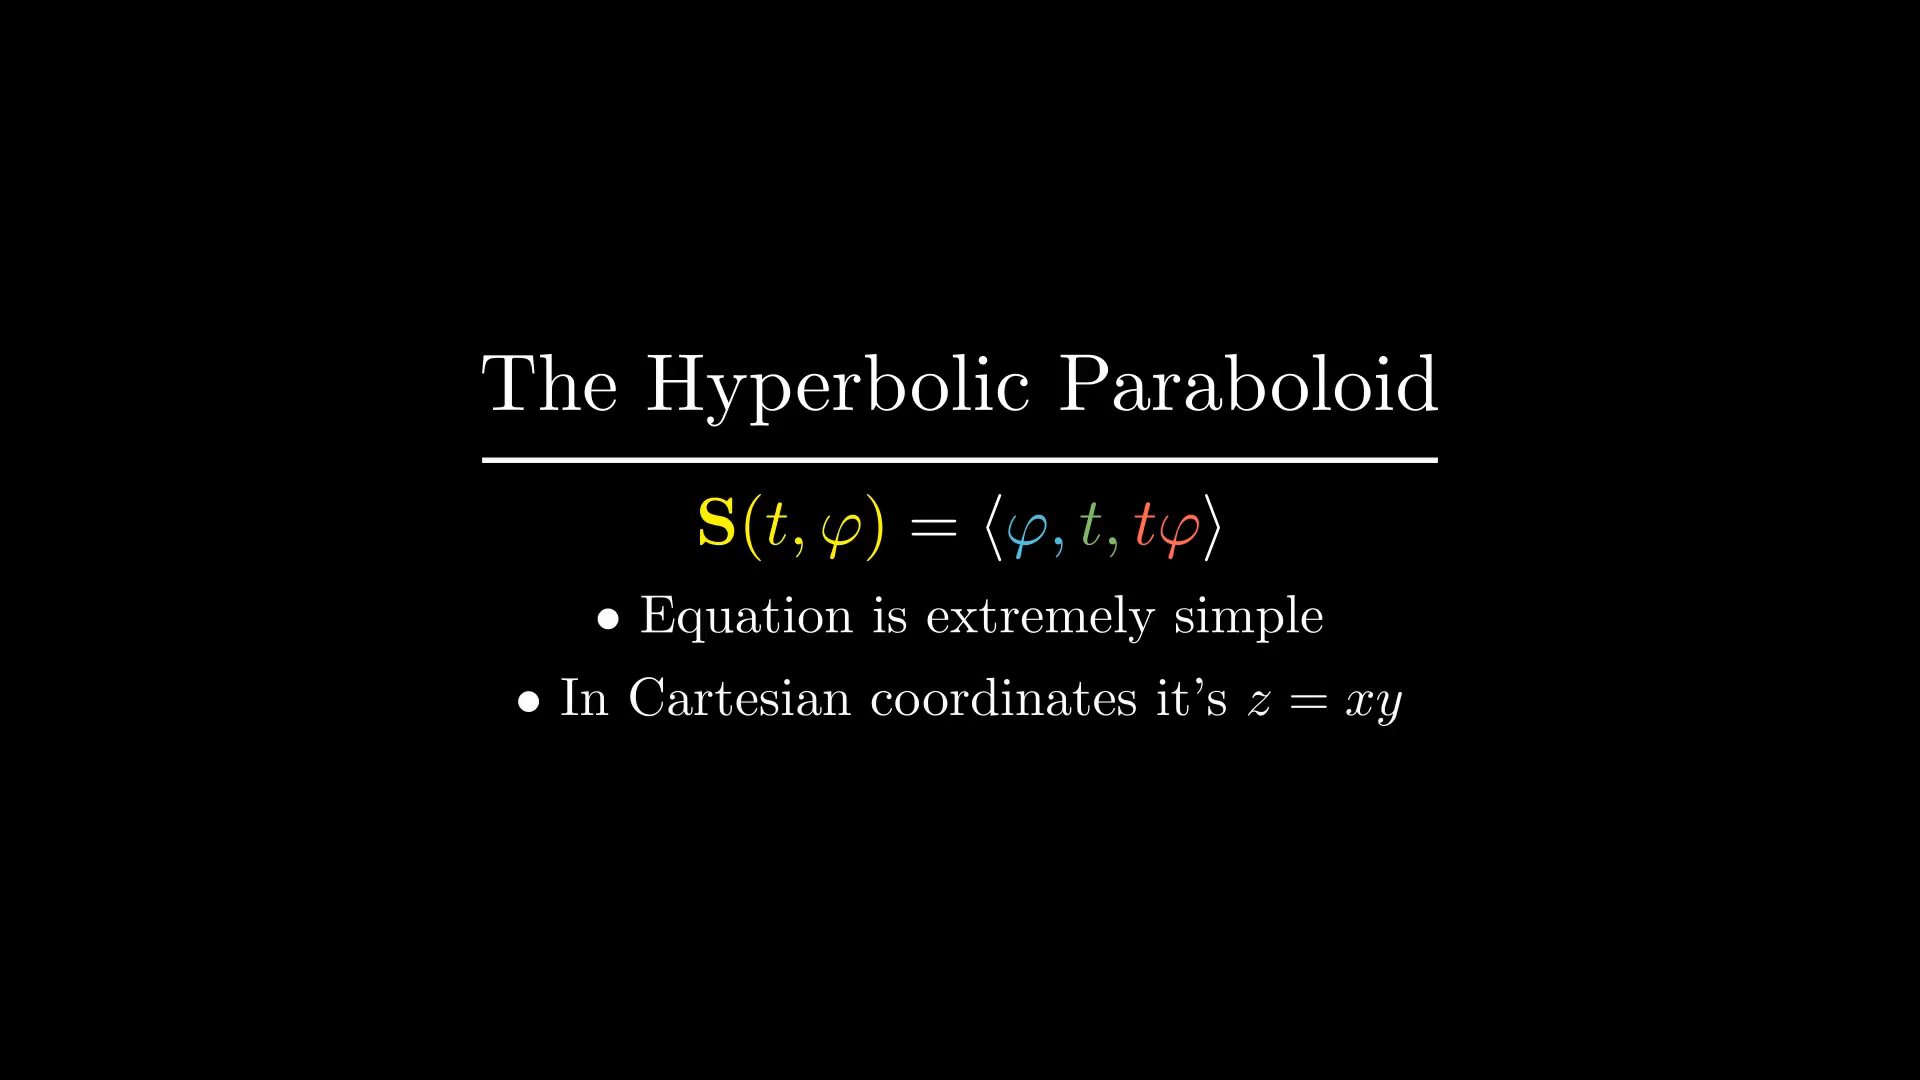 The Hyperbolic Paraboloid
S(t, φ) = ⟨φ, t, tφ⟩
• Equation is extremely simple
• In Cartesian coordinates it's z = xy